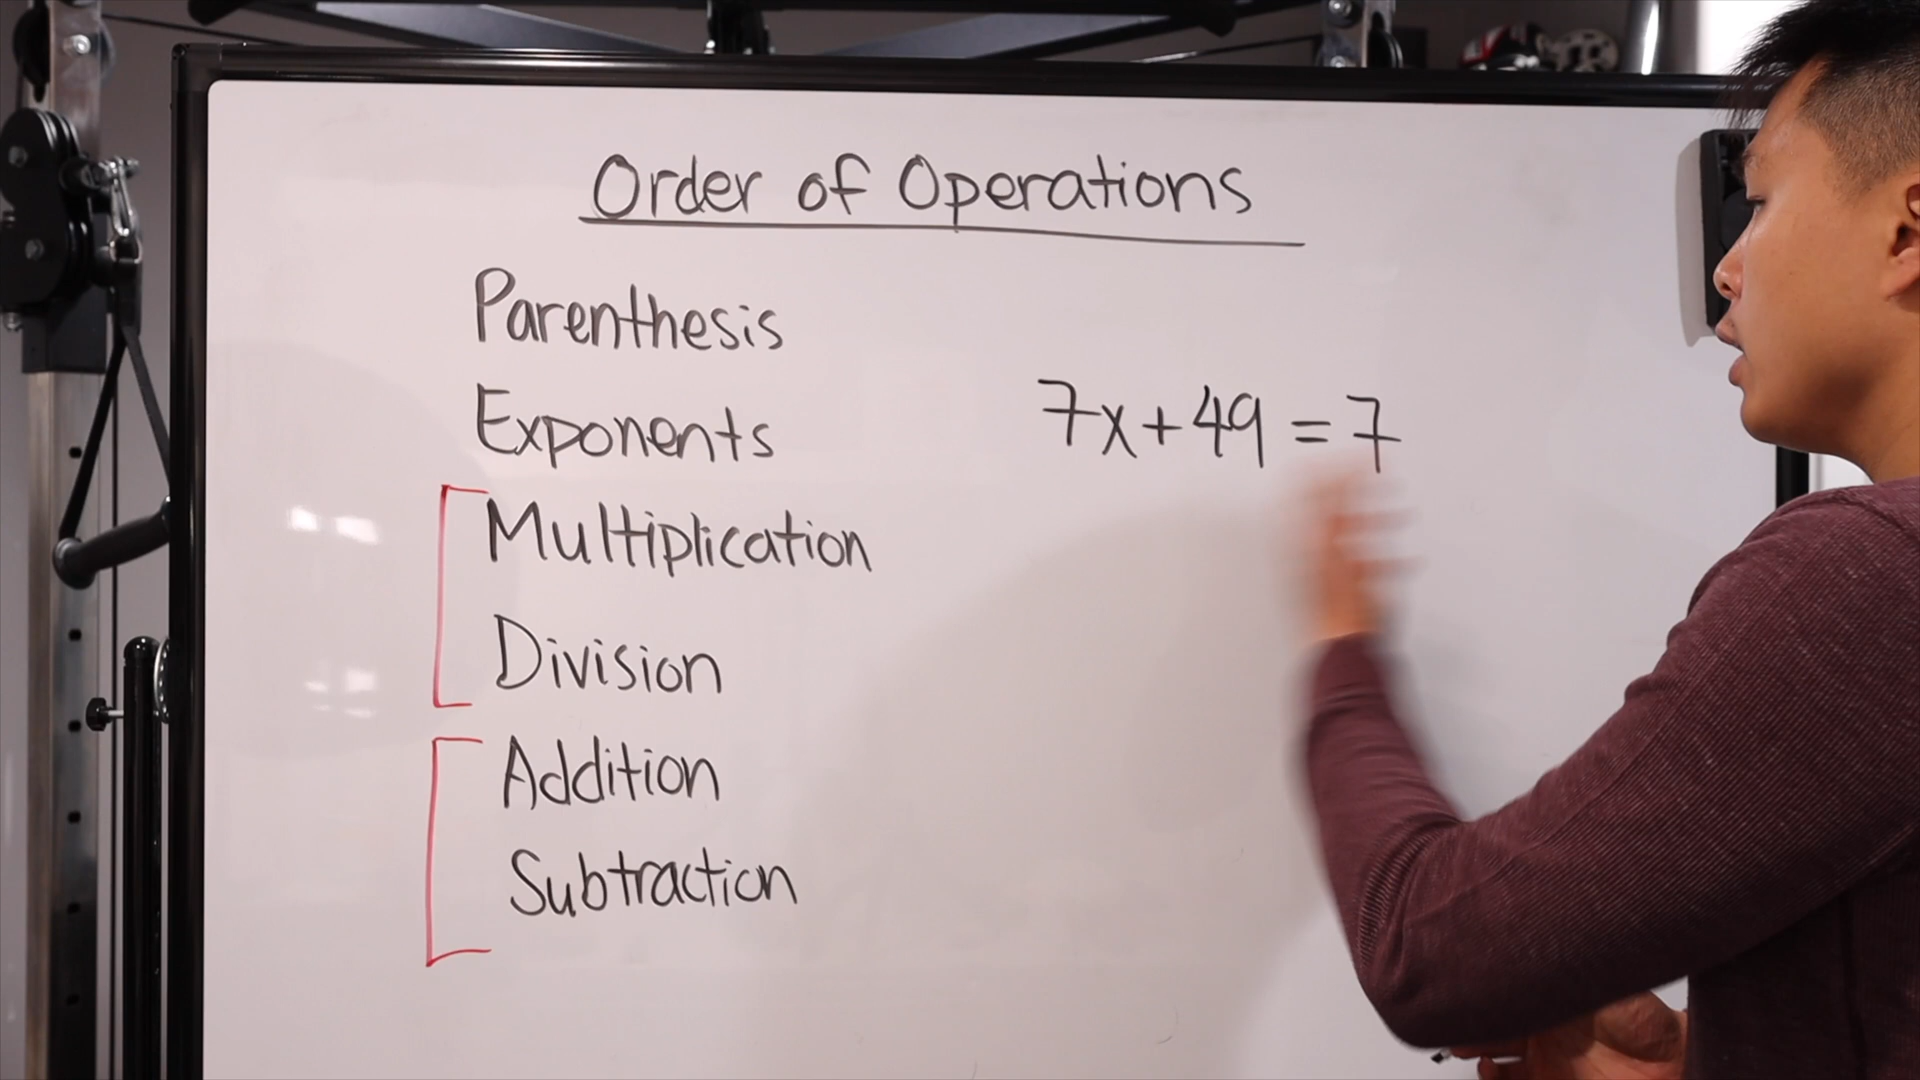 Order of Operations
Parenthesis
Exponents
7x+49=7
Multiplication
Division
Addition
Subtraction